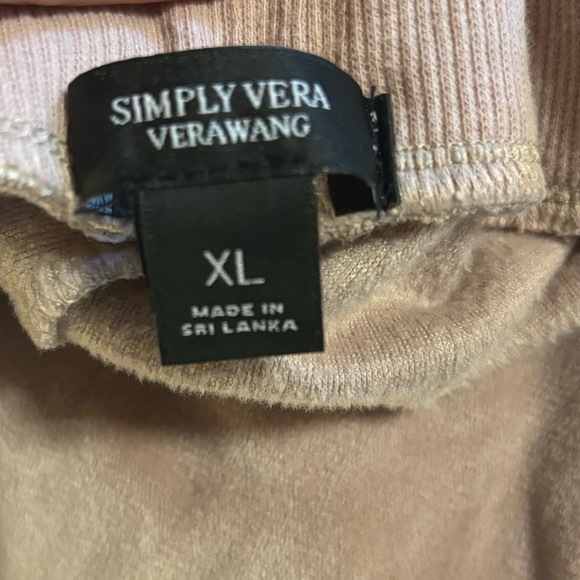 SIMPLY VERA
VERAWANG
XL
MADE IN
SRI LANKA